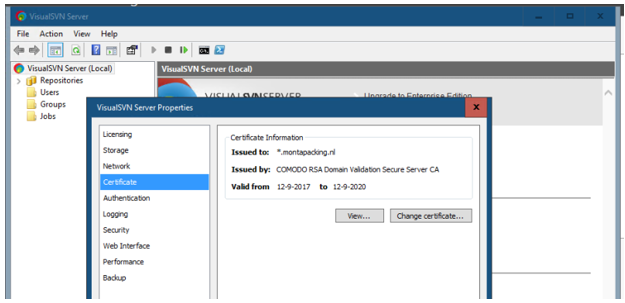 VisualSVN Server
File Action View Help
VisualSVN Server (Local)
Repositories
Users
Groups
Jobs
VisualSVN Server (Local)
VISUALSVNSERVER
Upgrade to Enterprise Edition
VisualSVN Server Properties
Licensing
Storage
Network
Certificate
Authentication
Logging
Security
Web Interface
Performance
Backup
Certificate Information
Issued to: *.montapacking.nl
Issued by: COMODO RSA Domain Validation Secure Server CA
Valid from 12-9-2017 to 12-9-2020
View... Change certificate...